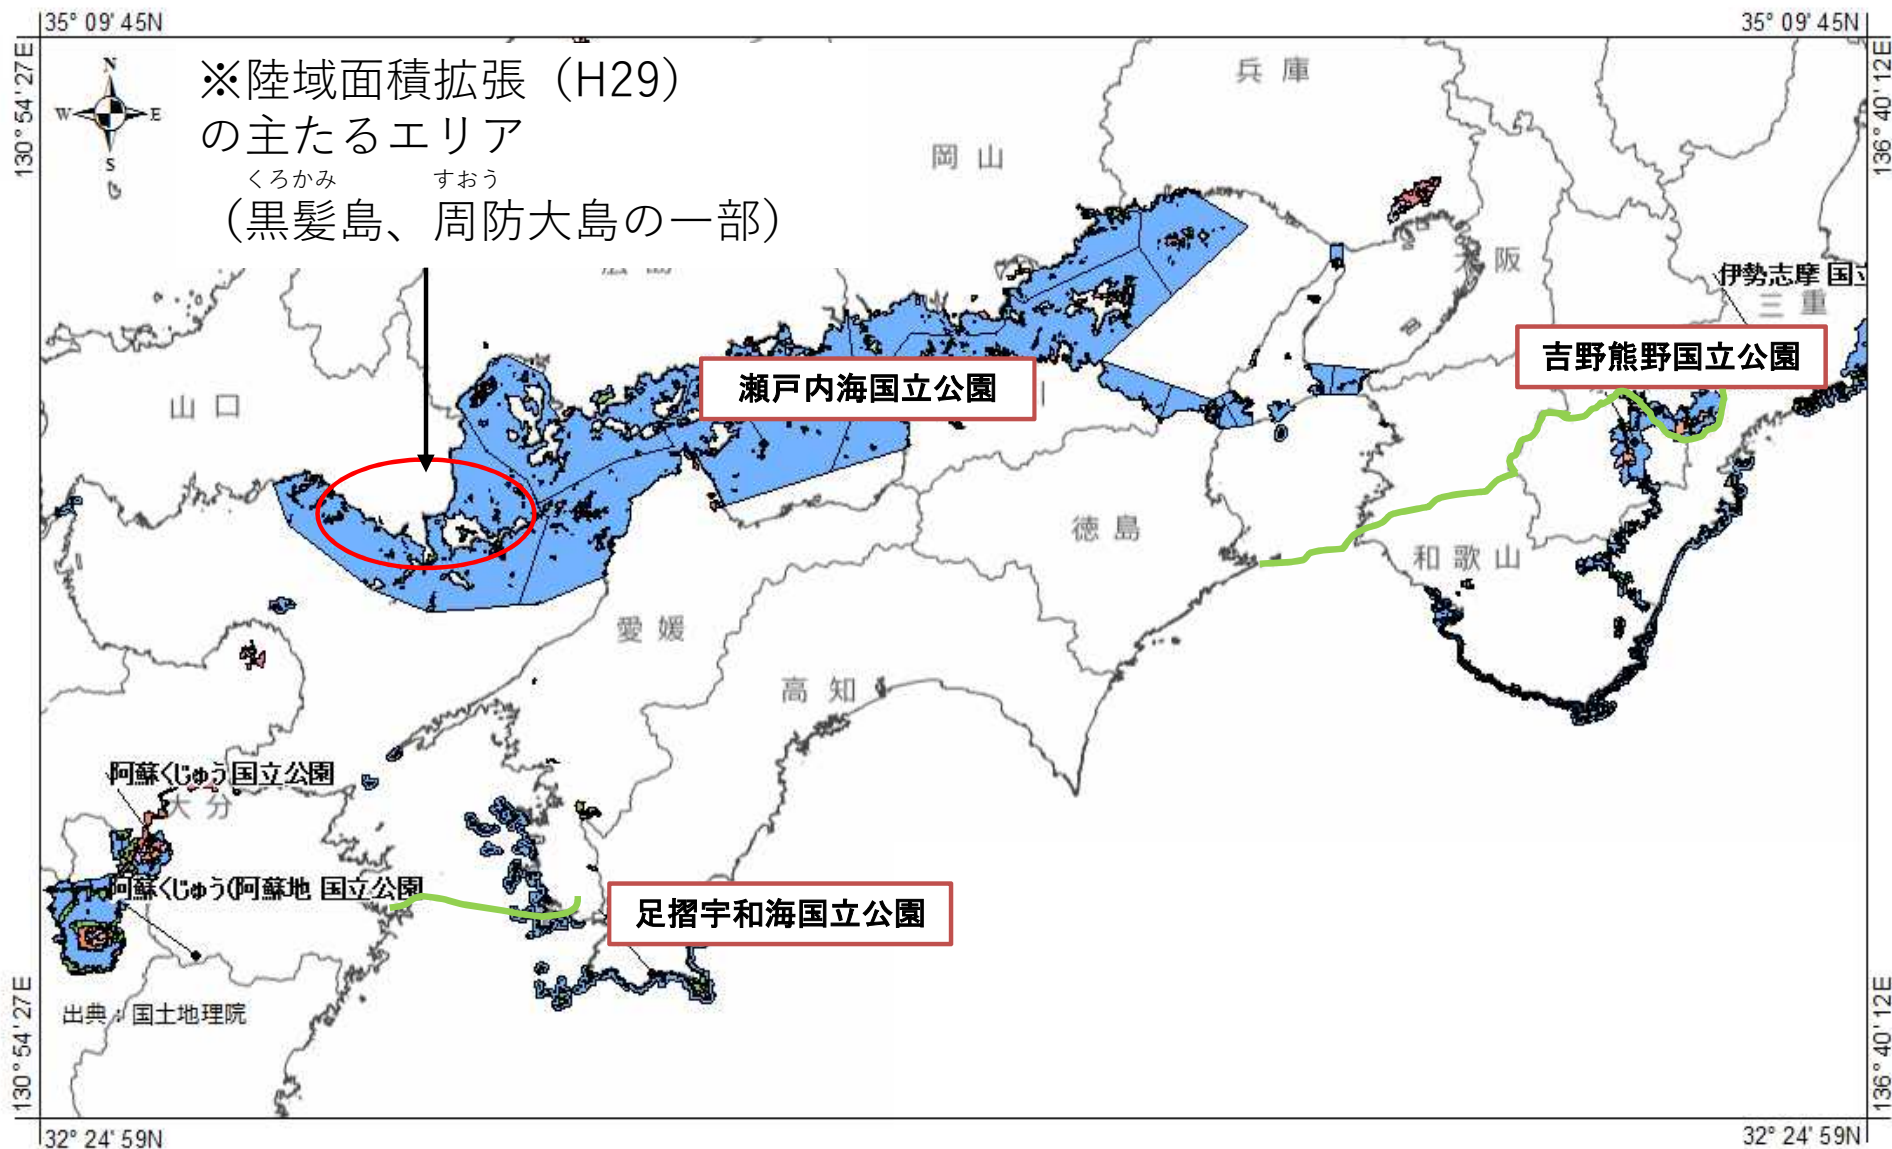 35° 09' 45N
35° 09' 45N
130° 54' 27E
136° 40' 12E
N
W
E
S
※陸域面積拡張（H29）
の主たるエリア
くろかみ すおう
（黒髪島、周防大島の一部）
兵庫
岡山
広島
大阪
伊勢志摩 国立
三重
吉野熊野国立公園
瀬戸内海国立公園
山口
徳島
和歌山
愛媛
高知
阿蘇くじゅう国立公園
大分
阿蘇くじゅう(阿蘇地 国立公園
足摺宇和海国立公園
出典：国土地理院
130° 54' 27E
136° 40' 12E
32° 24' 59N
32° 24' 59N